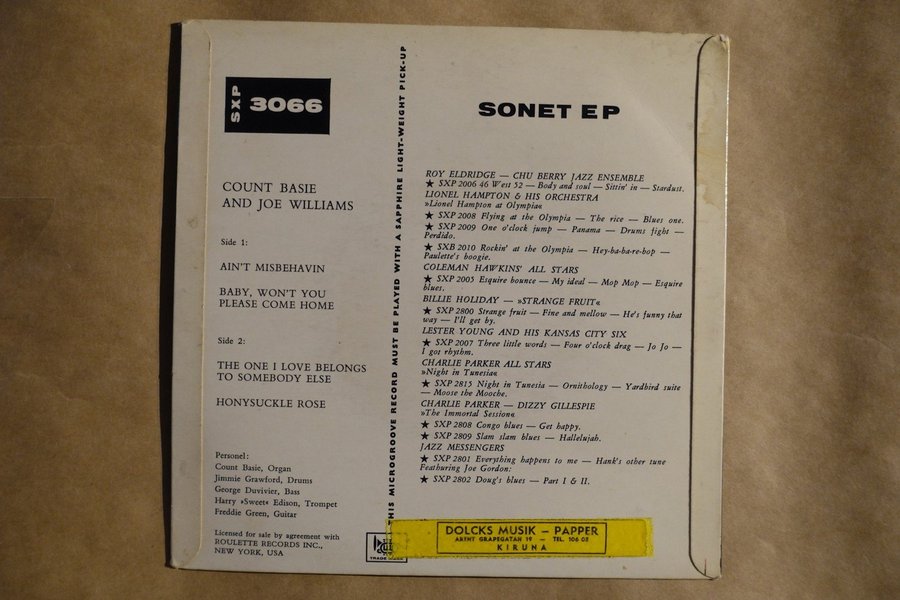 SXP 3066
COUNT BASIE
AND JOE WILLIAMS
Side 1:
AIN'T MISBEHAVIN
BABY, WON'T YOU
PLEASE COME HOME
Side 2:
THE ONE I LOVE BELONGS
TO SOMEBODY ELSE
HONYSUCKLE ROSE
Personel:
Count Basie, Organ
Jimmie Grawford, Drums
George Duvivier, Bass
Harry »Sweet« Edison, Trompet
Freddie Green, Guitar
Licensed for sale by agreement with
ROULETTE RECORDS INC.,
NEW YORK, USA
THIS MICROGROOVE RECORD MUST BE PLAYED WITH A SAPPHIRE LIGHT-WEIGHT PICK-UP
TRADE MARK
SONET EP
ROY ELDRIDGE — CHU BERRY JAZZ ENSEMBLE
★ SXP 2006 46 West 52 — Body and soul — Sittin' in — Stardust.
LIONEL HAMPTON & HIS ORCHESTRA
»Lionel Hampton at Olympia«
★ SXP 2008 Flying at the Olympia — The rice — Blues one.
★ SXP 2009 One o'clock jump — Panama — Drums fight —
Perdido.
★ SXB 2010 Rockin' at the Olympia — Hey-ba-ba-re-bop —
Paulette's boogie.
COLEMAN HAWKINS' ALL STARS
★ SXP 2005 Esquire bounce — My ideal — Mop Mop — Esquire
blues.
BILLIE HOLIDAY — »STRANGE FRUIT«
★ SXP 2800 Strange fruit — Fine and mellow — He's funny that
way — I'll get by.
LESTER YOUNG AND HIS KANSAS CITY SIX
★ SXP 2007 Three little words — Four o'clock drag — Jo Jo —
I got rhythm.
CHARLIE PARKER ALL STARS
»Night in Tunesia«
★ SXP 2815 Night in Tunesia — Ornithology — Yardbird suite
— Moose the Mooche.
CHARLIE PARKER — DIZZY GILLESPIE
»The Immortal Session«
★ SXP 2808 Congo blues — Get happy.
★ SXP 2809 Slam slam blues — Hallelujah.
JAZZ MESSENGERS
★ SXP 2801 Everything happens to me — Hank's other tune
Feathuring Joe Gordon:
★ SXP 2802 Doug's blues — Part I & II.
DOLCKS MUSIK – PAPPER
ARENT GRAPEGATAN 19 – TEL. 106 05
KIRUNA